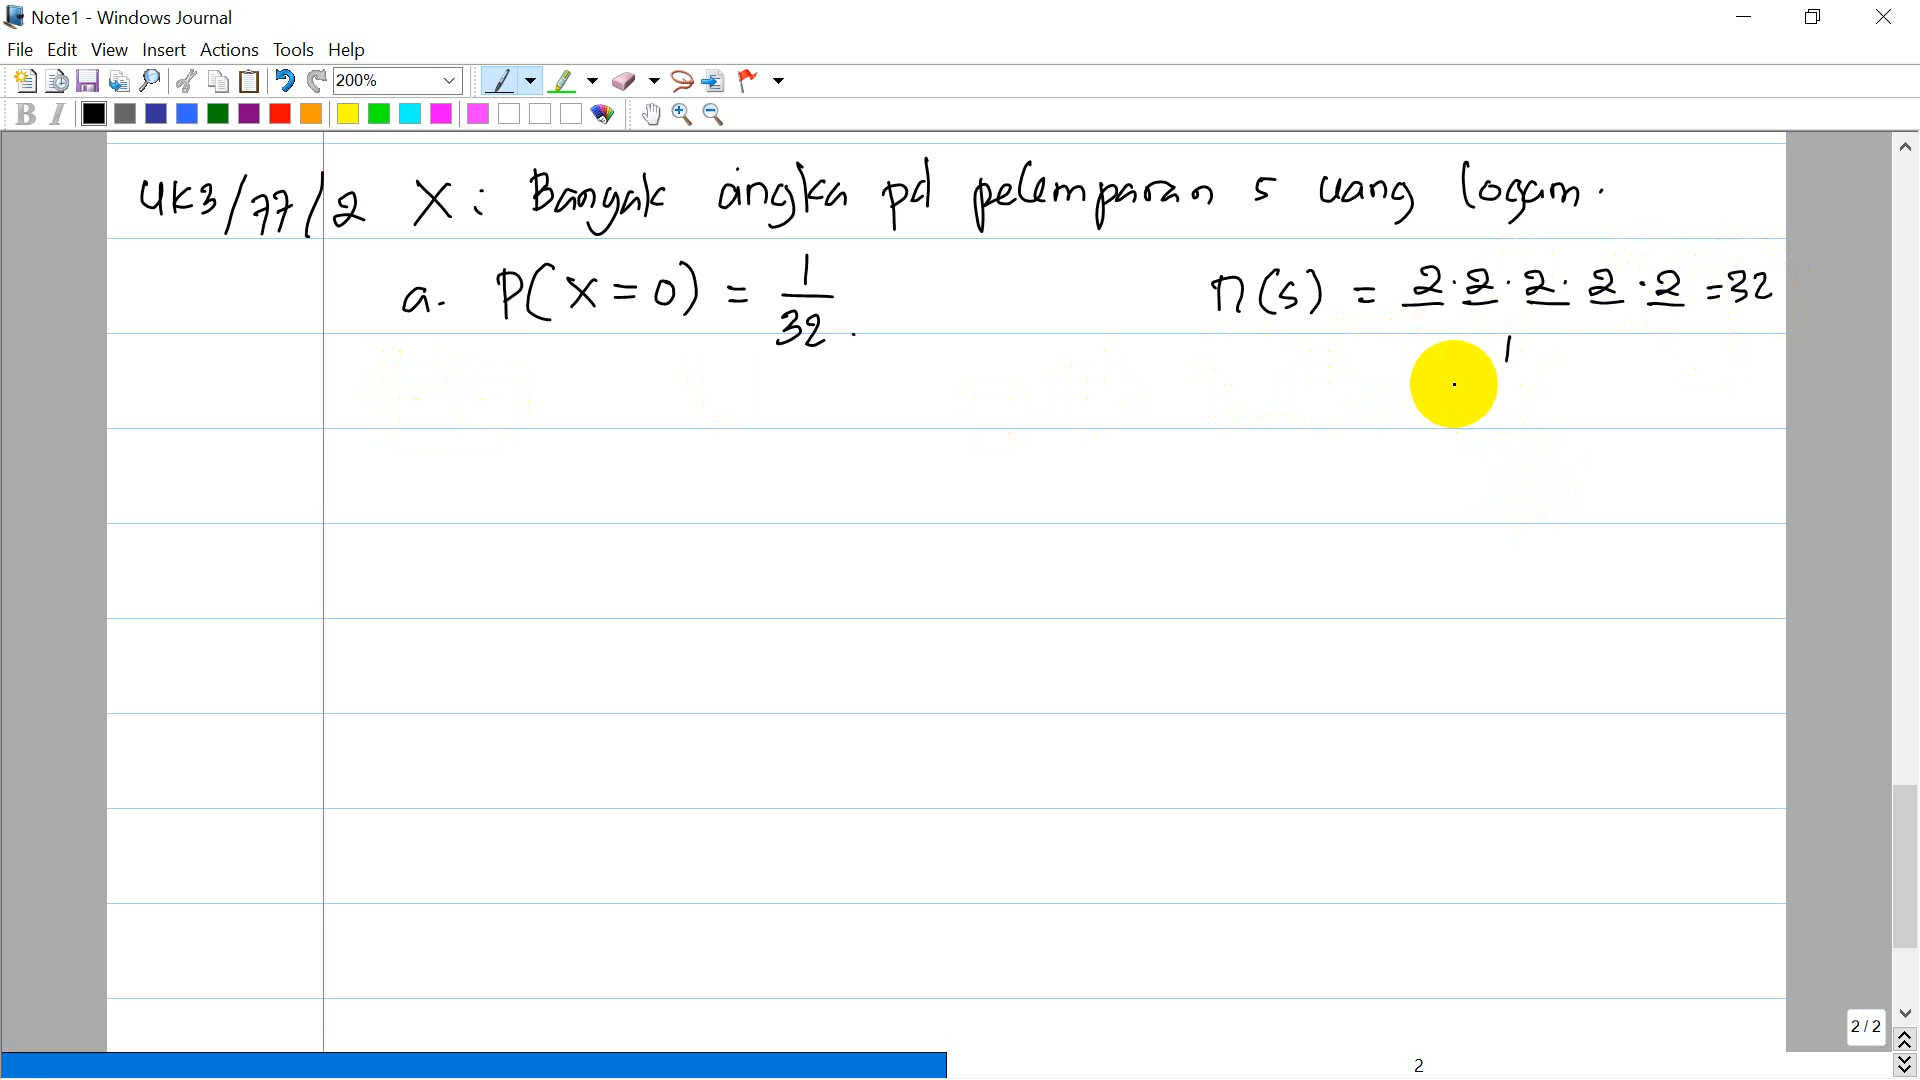 Note1 - Windows Journal
File Edit View Insert Actions Tools Help
200%
B I
UK3/77/2 X : Banyak angka pd pelemparan 5 uang logam.
a. P(X=0) = 1/32. n(s) = 2.2.2.2.2 = 32
1
2/2
2